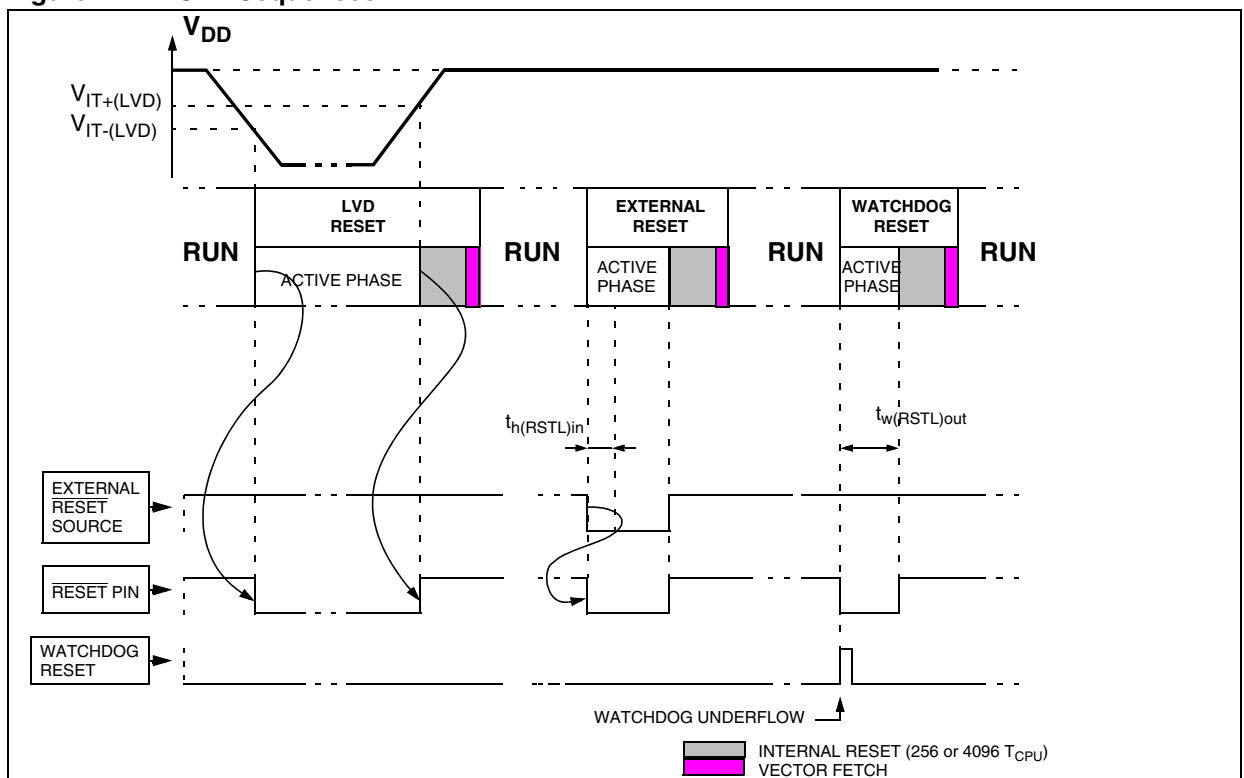 V_DD
V_IT+(LVD)
V_IT-(LVD)
LVD
RESET
EXTERNAL
RESET
WATCHDOG
RESET
RUN
RUN
RUN
RUN
ACTIVE PHASE
ACTIVE
PHASE
ACTIVE
PHASE
t_h(RSTL)in
t_w(RSTL)out
EXTERNAL
RESET
SOURCE
RESET PIN
WATCHDOG
RESET
WATCHDOG UNDERFLOW
INTERNAL RESET (256 or 4096 T_CPU)
VECTOR FETCH